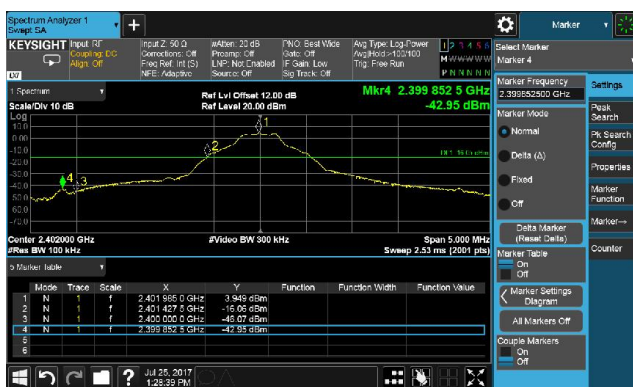 Spectrum Analyzer 1
Swept SA
Marker
KEYSIGHT
Input: RF
Coupling: DC
Align: Off
Input Z: 50 Ω
Corrections: Off
Freq Ref: Int (S)
NFE: Adaptive
#Atten: 20 dB
Preamp: Off
LNP: Not Enabled
Source: Off
PNO: Best Wide
Gate: Off
IF Gain: Low
Sig Track: Off
Avg Type: Log-Power
Avg|Hold:>100/100
Trig: Free Run
1 2 3 4 5 6
M W W W W W
P N N N N N
LXI
Select Marker
Marker 4
1 Spectrum
Scale/Div 10 dB
Ref Lvl Offset 12.00 dB
Ref Level 20.00 dBm
Mkr4 2.399 852 5 GHz
-42.95 dBm
Log
10.0
0.00
-10.0
-20.0
-30.0
-40.0
-50.0
-60.0
-70.0
1
2
3
4
Center 2.402000 GHz
#Res BW 100 kHz
#Video BW 300 kHz
Span 5.000 MHz
Sweep 2.53 ms (2001 pts)
5 Marker Table
Mode Trace Scale X Y Function Function Width Function Value
1 N 1 f 2.401 985 0 GHz 3.949 dBm
2 N 1 f 2.401 427 5 GHz -16.06 dBm
3 N 1 f 2.400 000 0 GHz -46.07 dBm
4 N 1 f 2.399 852 5 GHz -42.95 dBm
5
6
Jul 25, 2017
1:28:39 PM
Marker Frequency
2.399852500 GHz
Marker Mode
Normal
Delta (Δ)
Fixed
Off
Delta Marker
(Reset Delta)
Marker Table
On
Off
Marker Settings
Diagram
All Markers Off
Couple Markers
On
Off
Settings
Peak
Search
Pk Search
Config
Properties
Marker
Function
Marker→
Counter